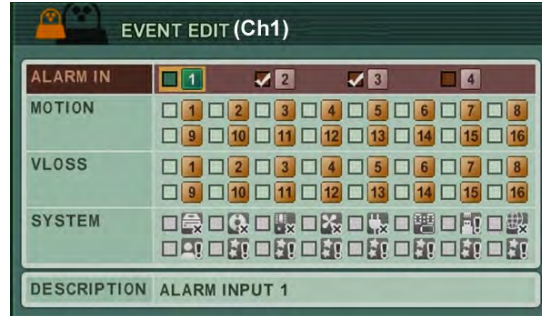 EVENT EDIT (Ch1)
ALARM IN 1 2 3 4
MOTION 1 2 3 4 5 6 7 8
9 10 11 12 13 14 15 16
VLOSS 1 2 3 4 5 6 7 8
9 10 11 12 13 14 15 16
SYSTEM
DESCRIPTION ALARM INPUT 1